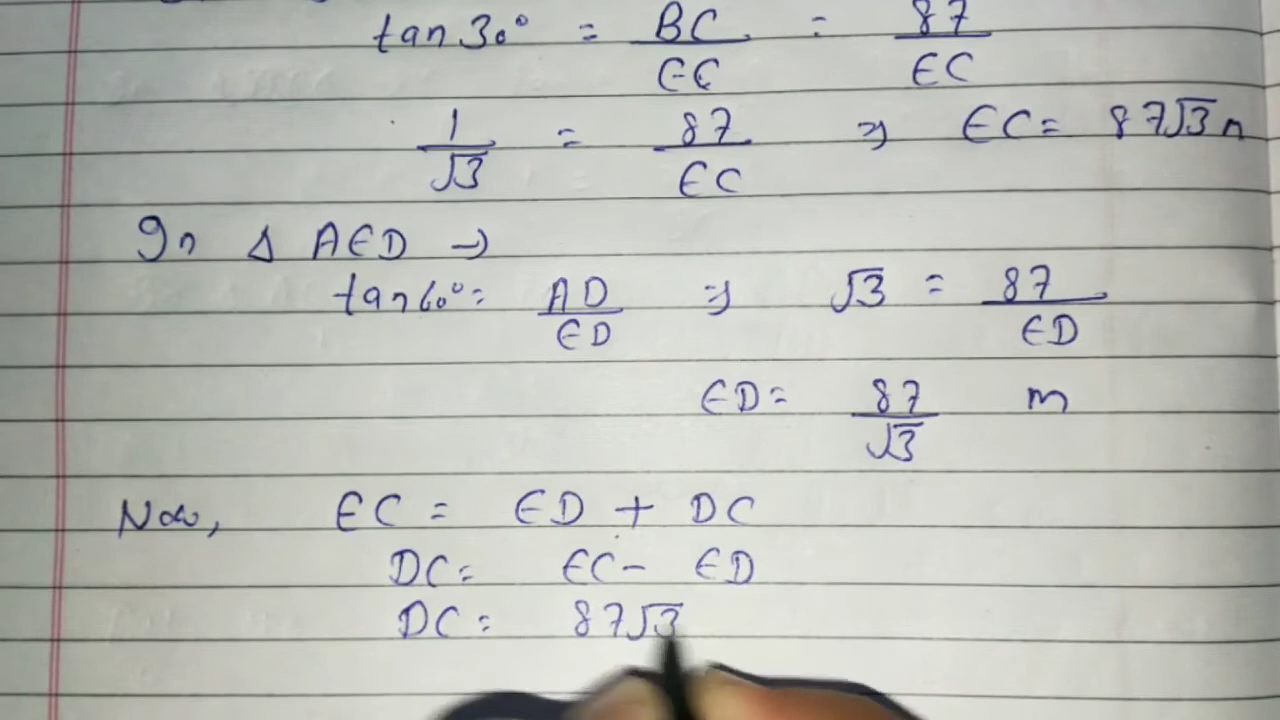 tan 30° = BC/EC = 87/EC
1/√3 = 87/EC ⇒ EC = 87√3 m
In Δ AED →
tan 60° = AD/ED ⇒ √3 = 87/ED
ED = 87/√3 m
Now, EC = ED + DC
DC = EC - ED
DC = 87√3